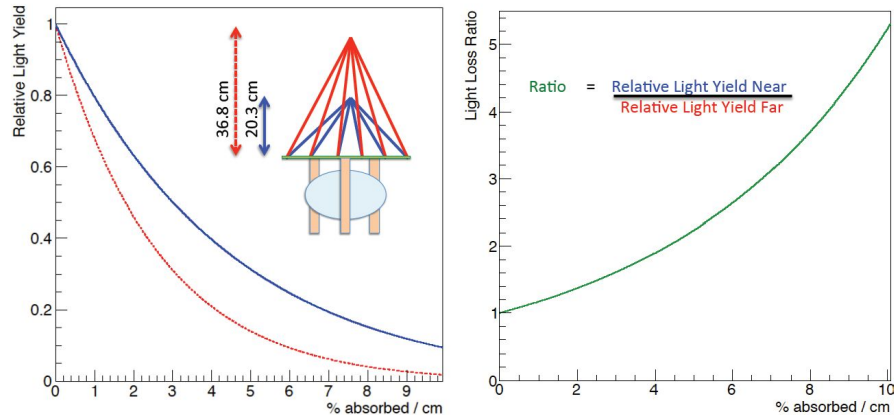 Relative Light Yield
1
0.8
0.6
0.4
0.2
0
0 1 2 3 4 5 6 7 8 9
% absorbed / cm
36.8 cm
20.3 cm
Light Loss Ratio
5
4
3
2
1
0
0 2 4 6 8 10
% absorbed / cm
Ratio = Relative Light Yield Near
Relative Light Yield Far